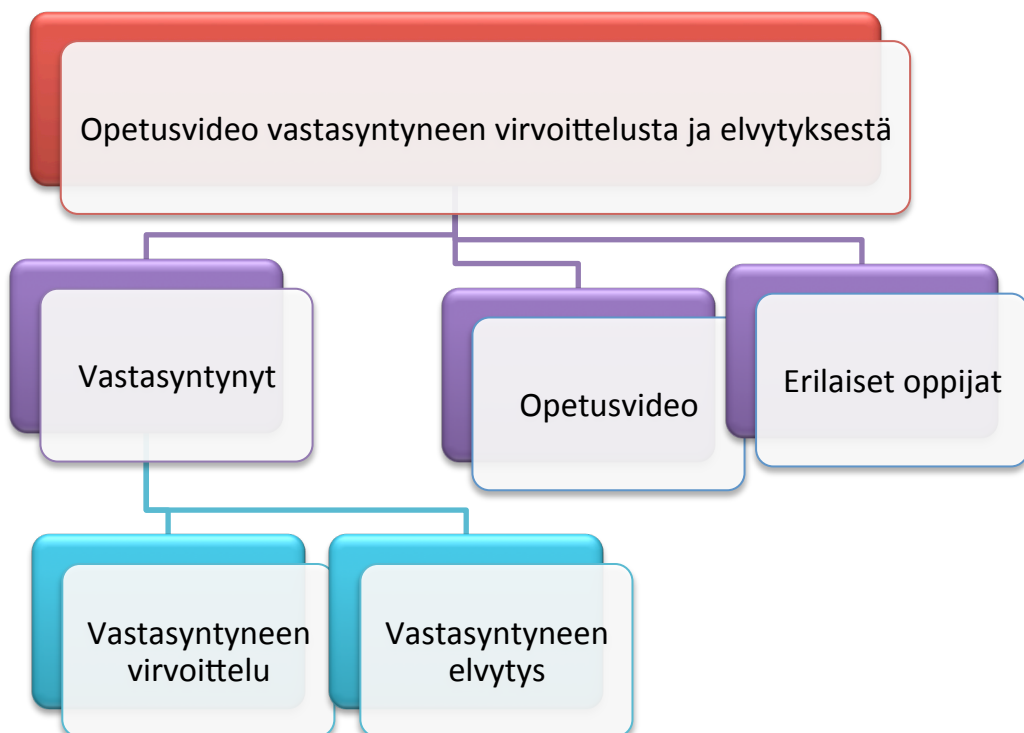 Opetusvideo vastasyntyneen virvoittelusta ja elvytyksestä
Vastasyntynyt
Opetusvideo
Erilaiset oppijat
Vastasyntyneen
virvoittelu
Vastasyntyneen
elvytys